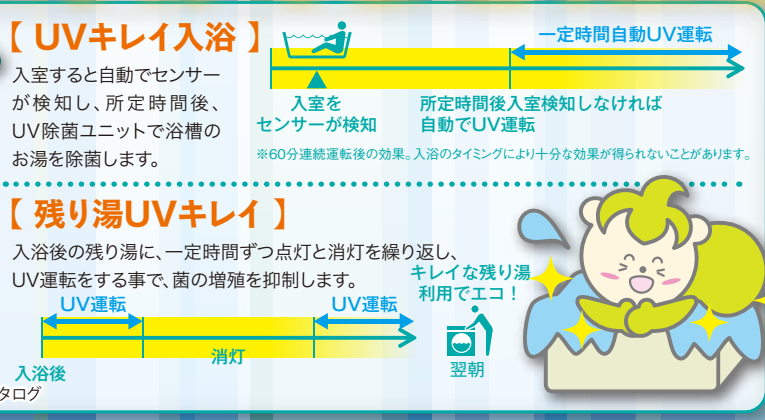 【 UVキレイ入浴 】
入室すると自動でセンサー
が検知し、所定時間後、
UV除菌ユニットで浴槽の
お湯を除菌します。
一定時間自動UV運転
入室を
センサーが検知
所定時間後入室検知しなければ
自動でUV運転
※60分連続運転後の効果。入浴のタイミングにより十分な効果が得られないことがあります。
【 残り湯UVキレイ 】
入浴後の残り湯に、一定時間ずつ点灯と消灯を繰り返し、
UV運転をする事で、菌の増殖を抑制します。
UV運転
UV運転
消灯
入浴後
キレイな残り湯
利用でエコ！
翌朝
タログ